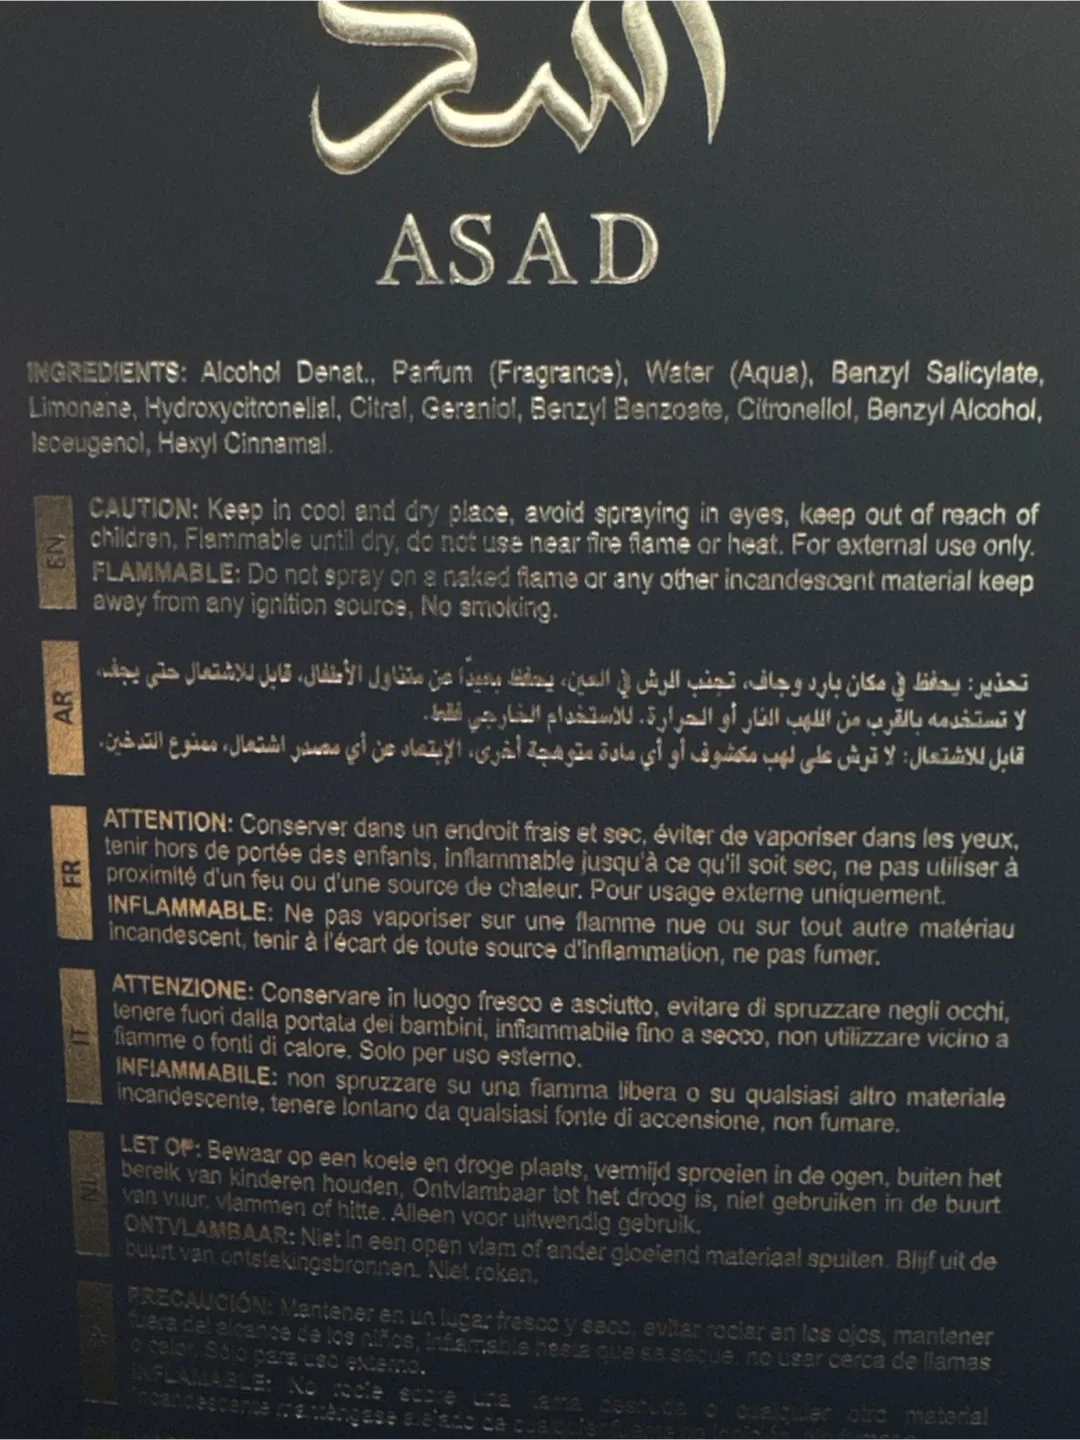 أسد
ASAD
INGREDIENTS: Alcohol Denat., Parfum (Fragrance), Water (Aqua), Benzyl Salicylate,
Limonene, Hydroxycitronellal, Citral, Geraniol, Benzyl Benzoate, Citronellol, Benzyl Alcohol,
Isoeugenol, Hexyl Cinnamal.
EN
CAUTION: Keep in cool and dry place, avoid spraying in eyes, keep out of reach of
children, Flammable until dry, do not use near fire flame or heat. For external use only.
FLAMMABLE: Do not spray on a naked flame or any other incandescent material keep
away from any ignition source, No smoking.
AR
تحذير: يحفظ في مكان بارد وجاف، تجنب الرش في العين، يحفظ بعيدًا عن متناول الأطفال، قابل للاشتعال حتى يجف،
لا تستخدمه بالقرب من اللهب النار أو الحرارة. للاستخدام الخارجي فقط.
قابل للاشتعال: لا ترش على لهب مكشوف أو أي مادة متوهجة أخرى، الإبتعاد عن أي مصدر اشتعال، ممنوع التدخين.
FR
ATTENTION: Conserver dans un endroit frais et sec, éviter de vaporiser dans les yeux,
tenir hors de portée des enfants, inflammable jusqu'à ce qu'il soit sec, ne pas utiliser à
proximité d'un feu ou d'une source de chaleur. Pour usage externe uniquement.
INFLAMMABLE: Ne pas vaporiser sur une flamme nue ou sur tout autre matériau
incandescent, tenir à l'écart de toute source d'inflammation, ne pas fumer.
IT
ATTENZIONE: Conservare in luogo fresco e asciutto, evitare di spruzzare negli occhi,
tenere fuori dalla portata dei bambini, infiammabile fino a secco, non utilizzare vicino a
fiamme o fonti di calore. Solo per uso esterno.
INFIAMMABILE: non spruzzare su una fiamma libera o su qualsiasi altro materiale
incandescente, tenere lontano da qualsiasi fonte di accensione, non fumare.
NL
LET OP: Bewaar op een koele en droge plaats, vermijd sproeien in de ogen, buiten het
bereik van kinderen houden, Ontvlambaar tot het droog is, niet gebruiken in de buurt
van vuur, vlammen of hitte. Alleen voor uitwendig gebruik.
ONTVLAMBAAR: Niet in een open vlam of ander gloeiend materiaal spuiten. Blijf uit de
buurt van ontstekingsbronnen. Niet roken.
PRECAUCIÓN: Mantener en un lugar fresco y seco, evitar rociar en los ojos, mantener
fuera del alcance de los niños, inflamable hasta que se seque, no usar cerca de llamas
o calor. Sólo para uso externo.
INFLAMABLE: No rocíe sobre una llama desnuda o cualquier otro material
incandescente manténgase alejado de cualquier